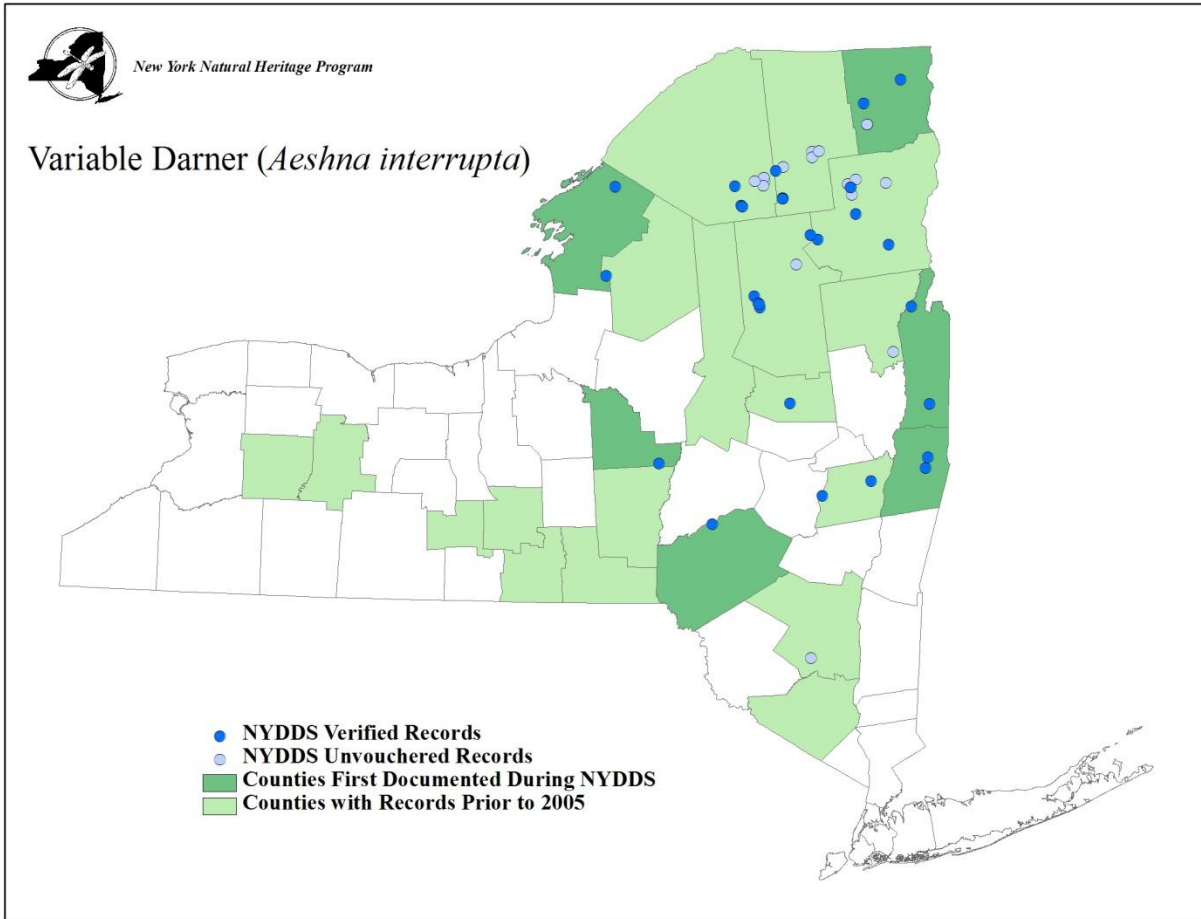 New York Natural Heritage Program
Variable Darner (Aeshna interrupta)
NYDDS Verified Records
NYDDS Unvouchered Records
Counties First Documented During NYDDS
Counties with Records Prior to 2005